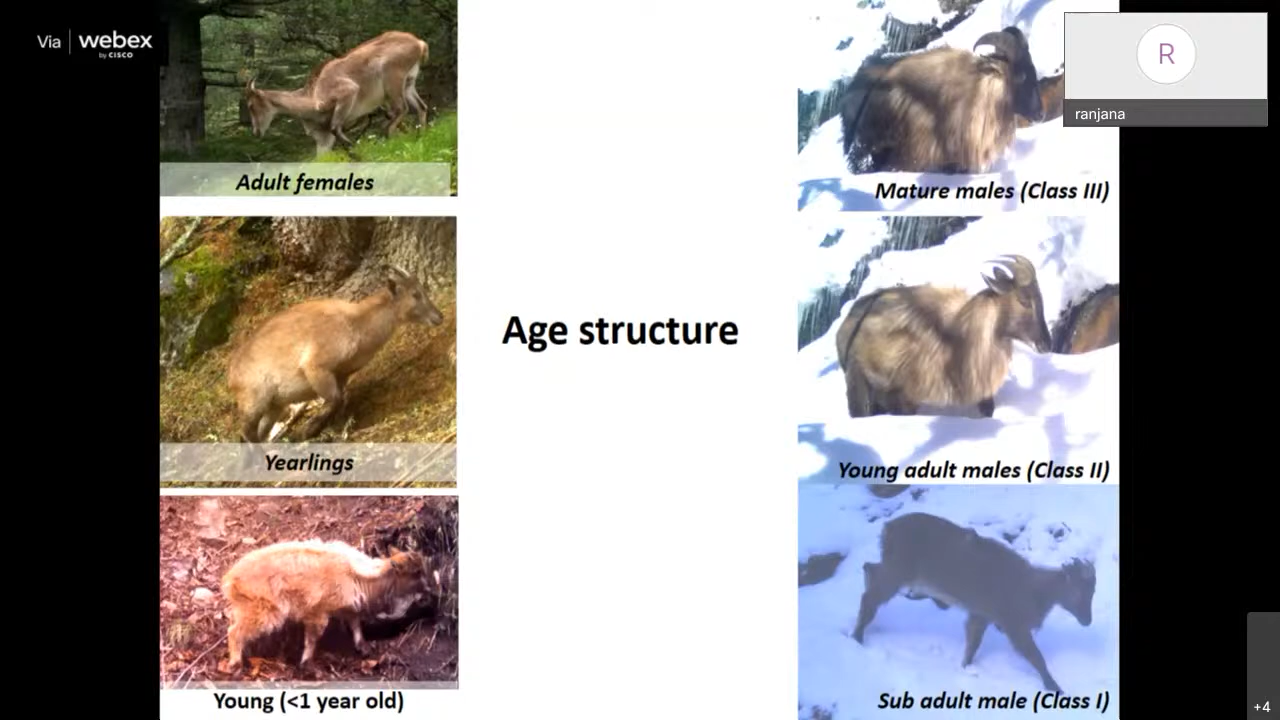 Via webex
by CISCO
R
ranjana
Adult females
Mature males (Class III)
Age structure
Yearlings
Young adult males (Class II)
Young (<1 year old)
Sub adult male (Class I)
+4